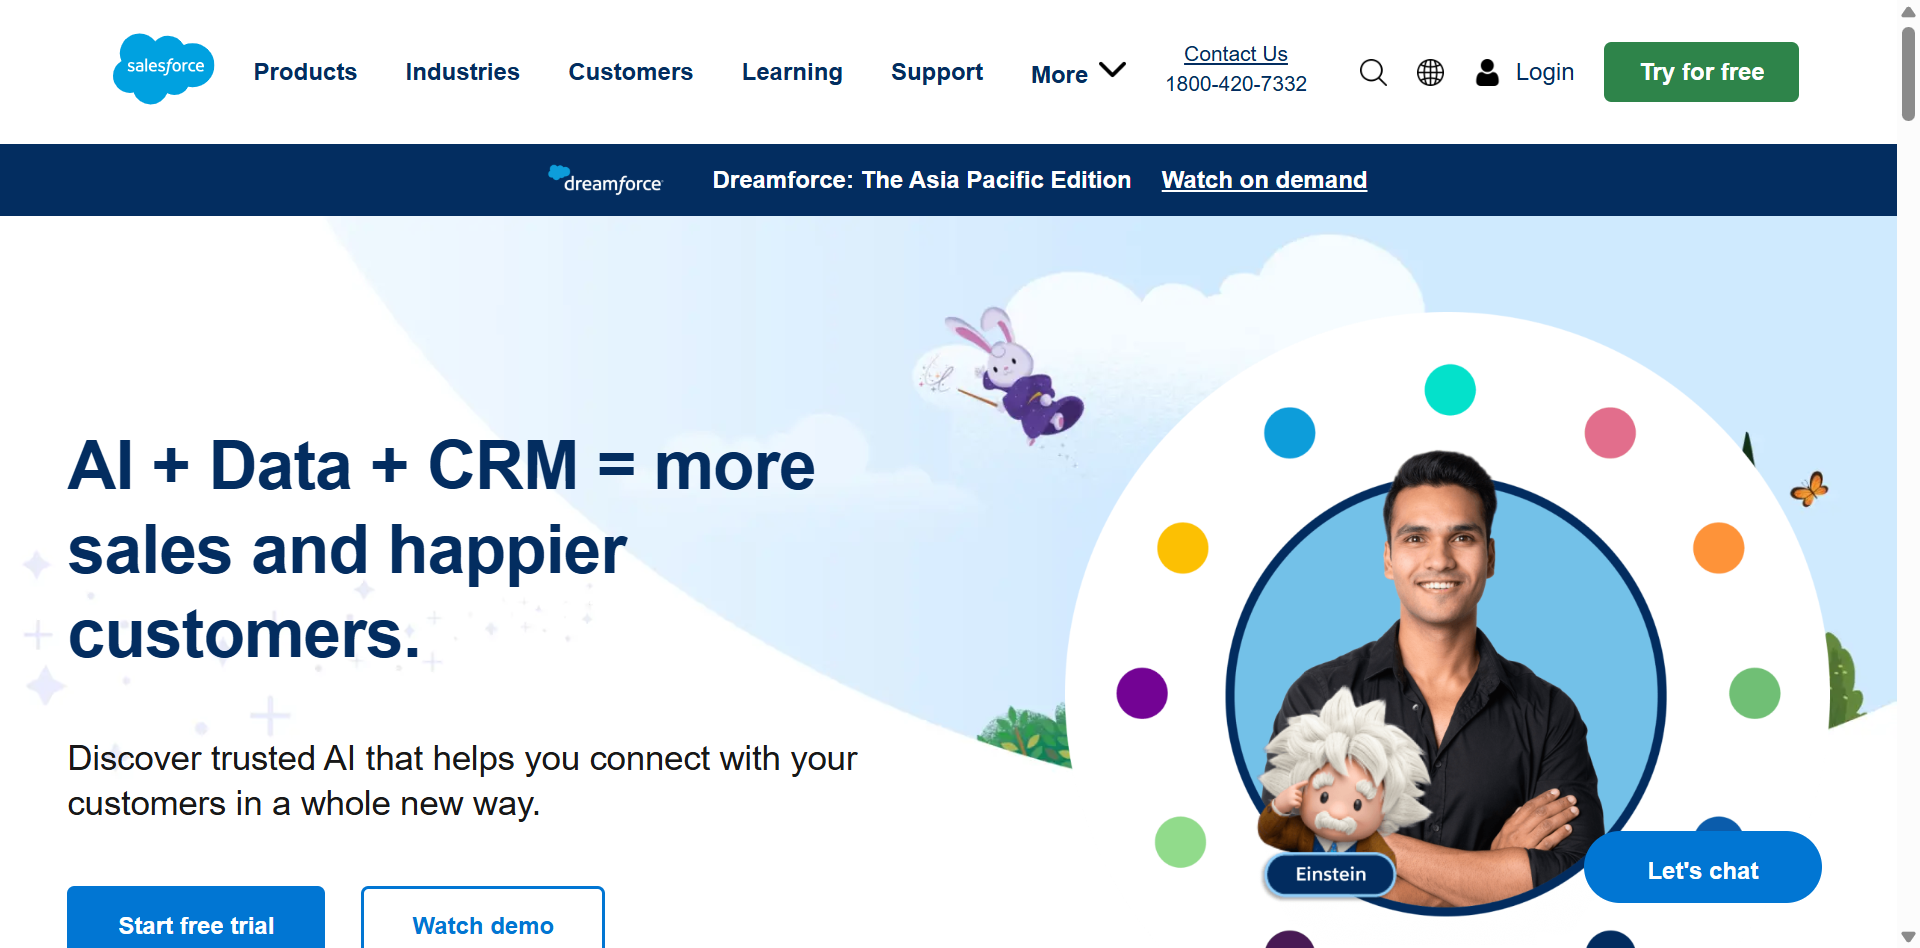 salesforce
Products
Industries
Customers
Learning
Support
More
Contact Us
1800-420-7332
Login
Try for free
dreamforce
Dreamforce: The Asia Pacific Edition
Watch on demand
AI + Data + CRM = more
sales and happier
customers.
Discover trusted AI that helps you connect with your
customers in a whole new way.
Start free trial
Watch demo
Einstein
Let's chat